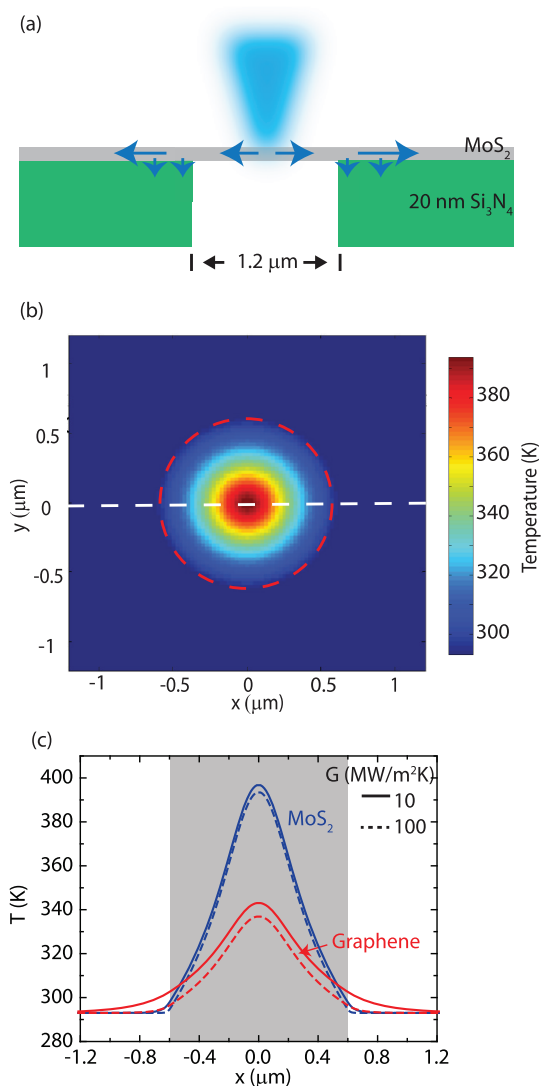 (a)
MoS₂
20 nm Si₃N₄
1.2 μm
(b)
1
0.5
0
-0.5
-1
y (μm)
-1 -0.5 0 0.5 1
x (μm)
380
360
340
320
300
Temperature (K)
(c)
400
380
360
340
320
300
280
T (K)
G (MW/m²K)
10
100
MoS₂
Graphene
-1.2 -0.8 -0.4 0.0 0.4 0.8 1.2
x (μm)